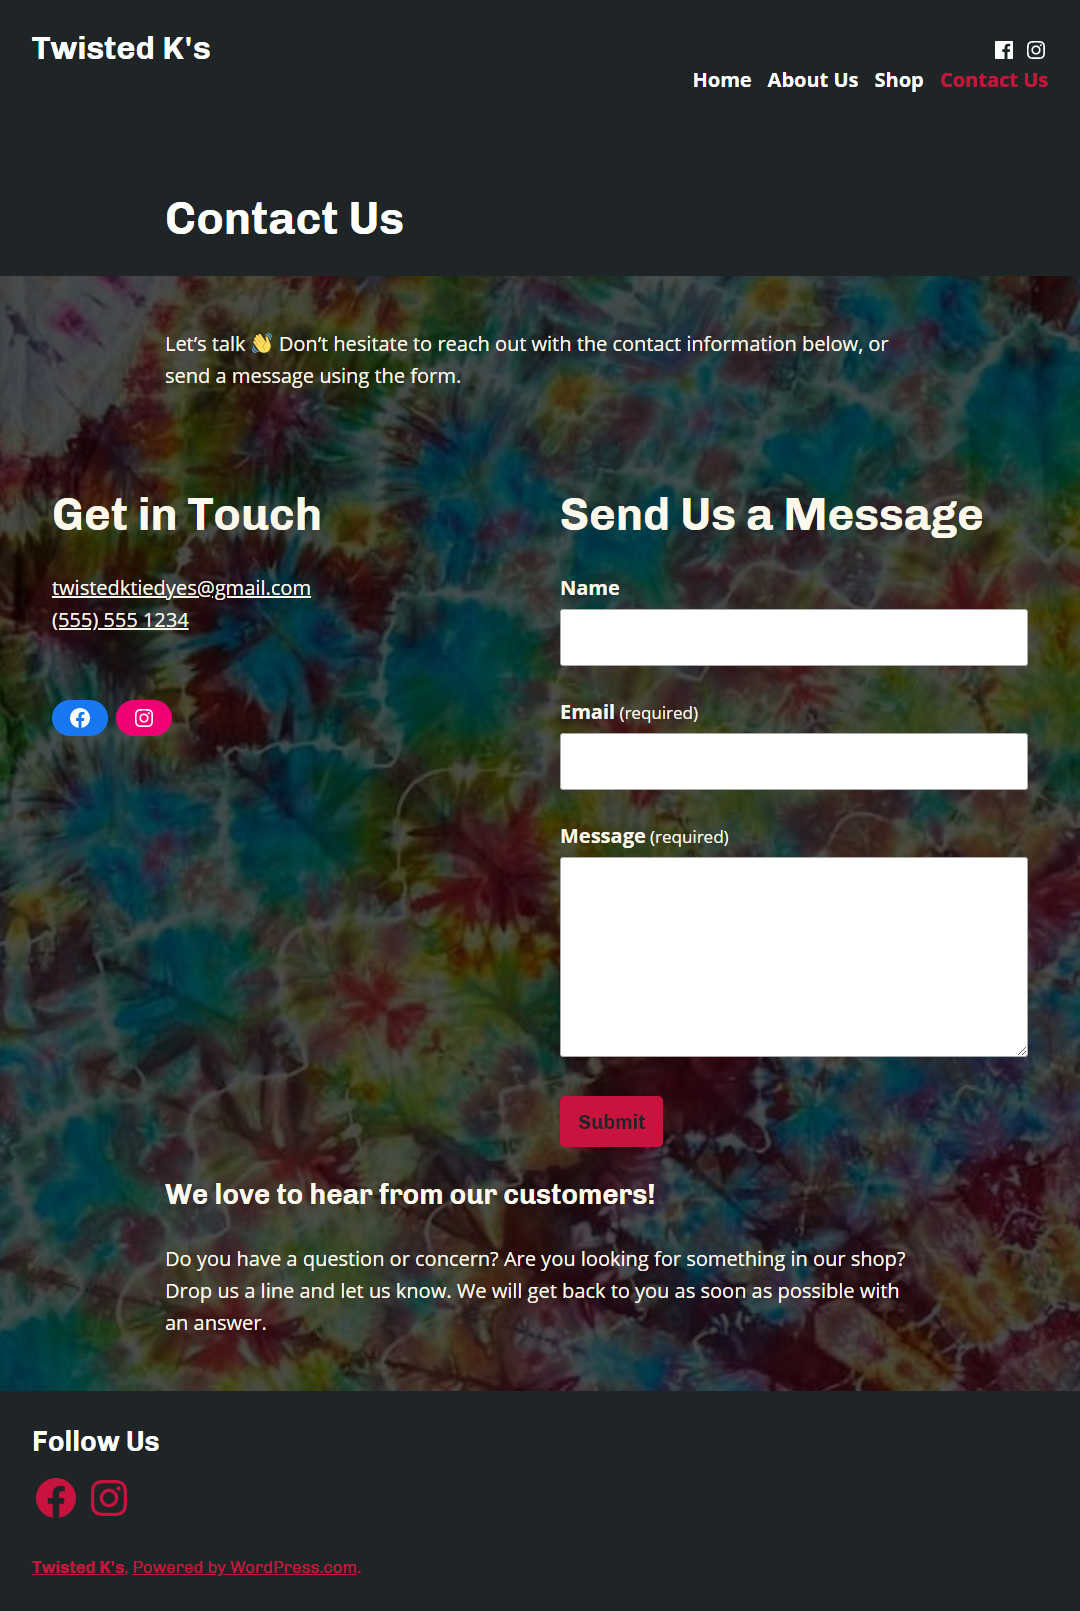 Twisted K's
Home About Us Shop Contact Us
Contact Us
Let’s talk 👋 Don’t hesitate to reach out with the contact information below, or
send a message using the form.
Get in Touch
twistedktiedyes@gmail.com
(555) 555 1234
Send Us a Message
Name
Email (required)
Message (required)
Submit
We love to hear from our customers!
Do you have a question or concern? Are you looking for something in our shop?
Drop us a line and let us know. We will get back to you as soon as possible with
an answer.
Follow Us
Twisted K's, Powered by WordPress.com.